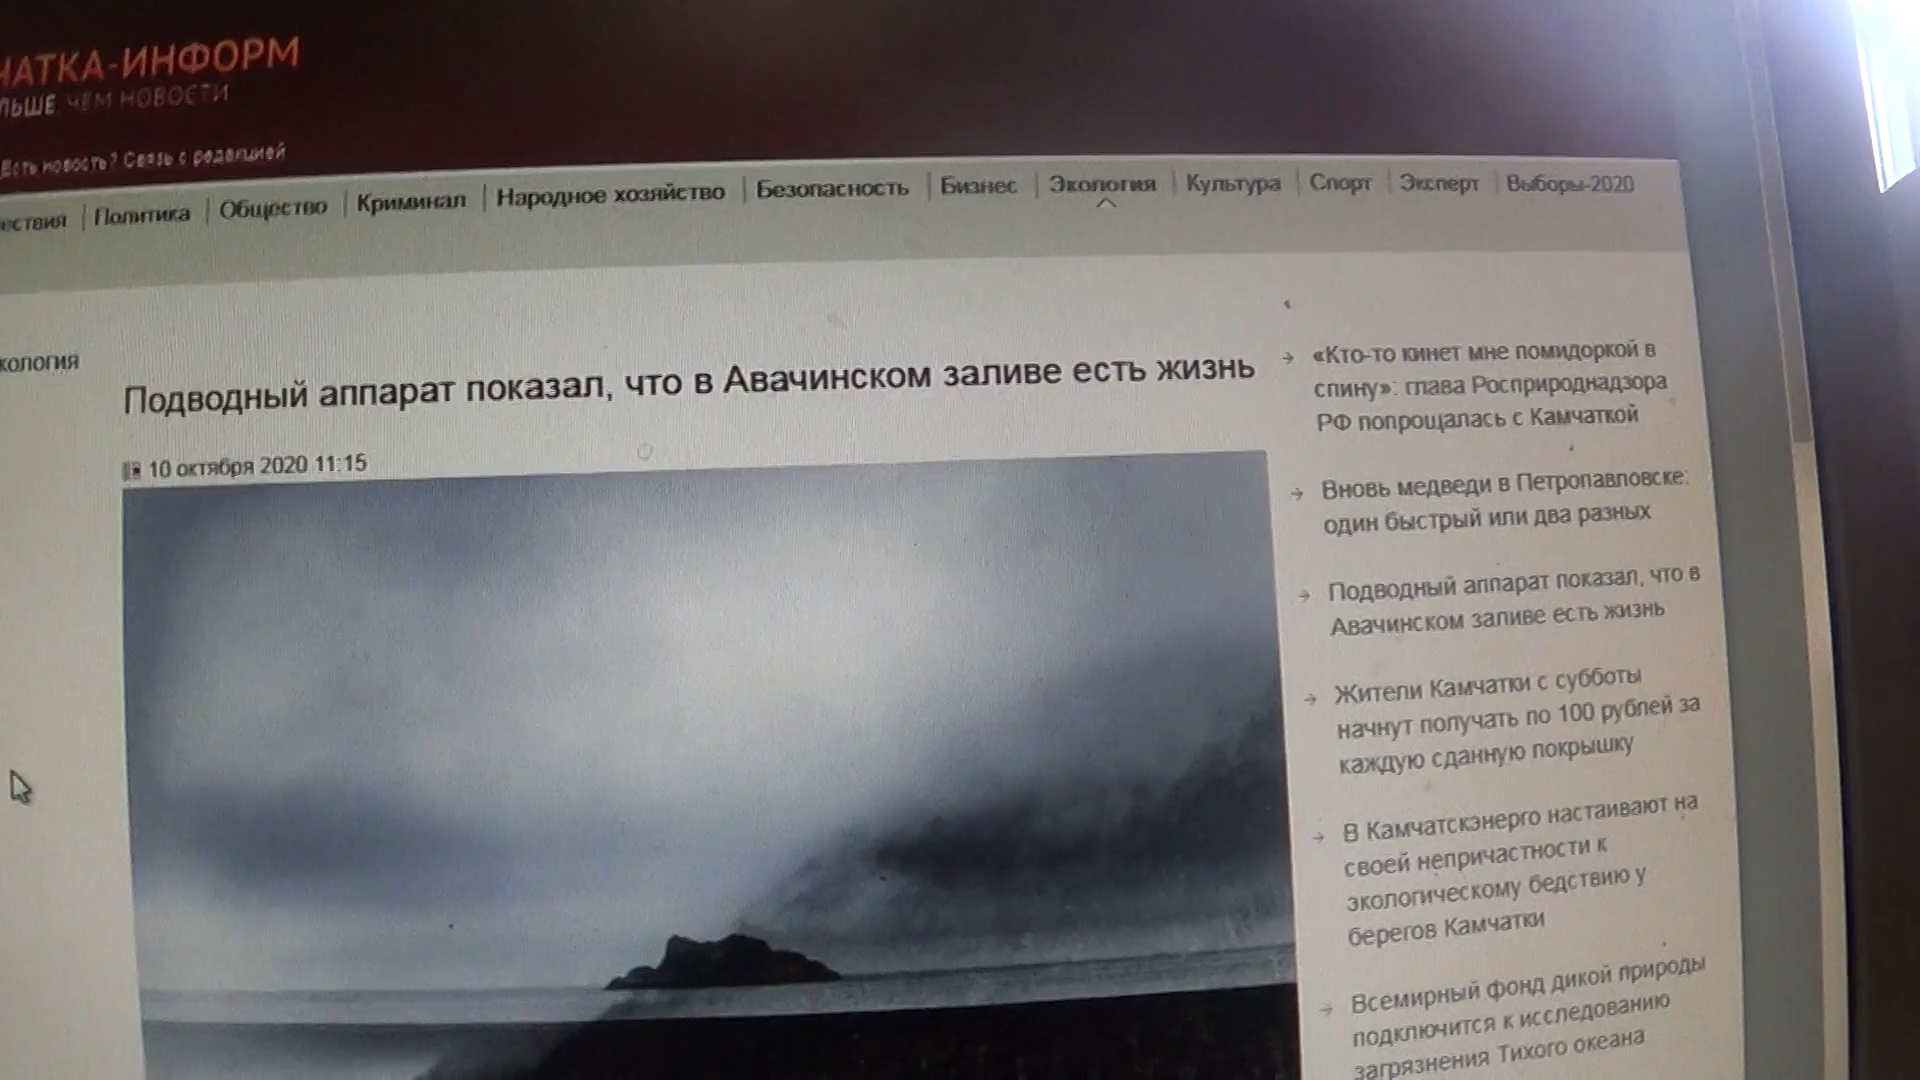 ЧАТКА-ИНФОРМ
ЛЬШЕ ЧЕМ НОВОСТИ
Есть новость? Связь с редакцией
ествия | Политика | Общество | Криминал | Народное хозяйство | Безопасность | Бизнес | Экология | Культура | Спорт | Эксперт | Выборы-2020
кология
Подводный аппарат показал, что в Авачинском заливе есть жизнь
10 октября 2020 11:15
«Кто-то кинет мне помидоркой в
спину»: глава Росприроднадзора
РФ попрощалась с Камчаткой
Вновь медведи в Петропавловске:
один быстрый или два разных
Подводный аппарат показал, что в
Авачинском заливе есть жизнь
Жители Камчатки с субботы
начнут получать по 100 рублей за
каждую сданную покрышку
В Камчатскэнерго настаивают на
своей непричастности к
экологическому бедствию у
берегов Камчатки
Всемирный фонд дикой природы
подключится к исследованию
загрязнения Тихого океана